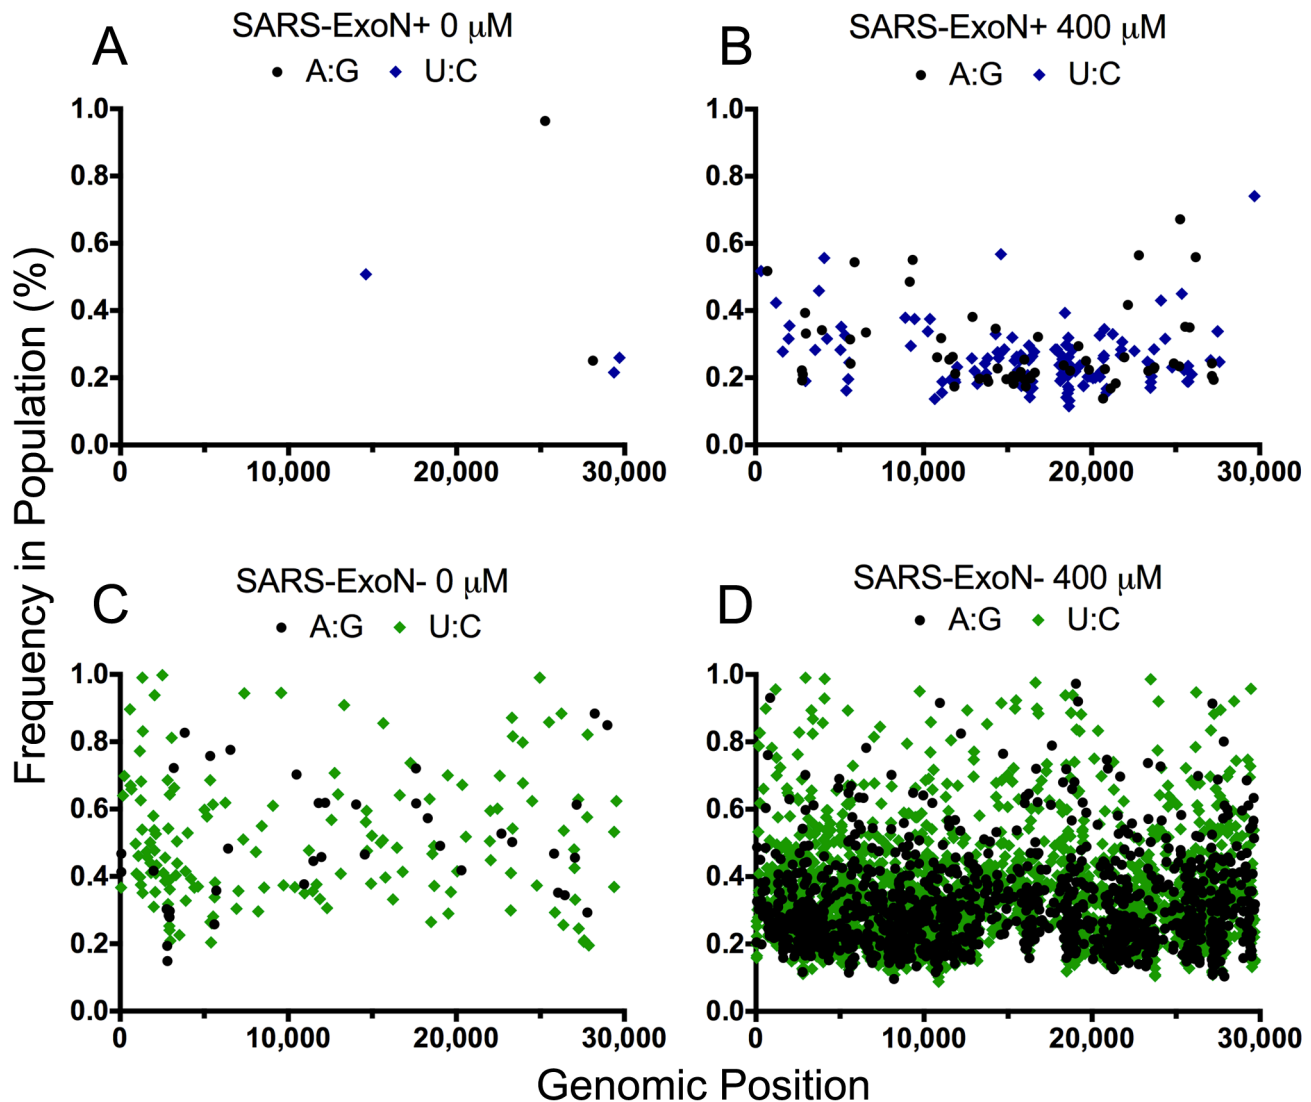 A
SARS-ExoN+ 0 μM
A:G U:C
1.0
0.8
0.6
0.4
0.2
0.0
0 10,000 20,000 30,000
B
SARS-ExoN+ 400 μM
A:G U:C
1.0
0.8
0.6
0.4
0.2
0.0
0 10,000 20,000 30,000
C
SARS-ExoN- 0 μM
A:G U:C
1.0
0.8
0.6
0.4
0.2
0.0
0 10,000 20,000 30,000
D
SARS-ExoN- 400 μM
A:G U:C
1.0
0.8
0.6
0.4
0.2
0.0
0 10,000 20,000 30,000
Frequency in Population (%)
Genomic Position